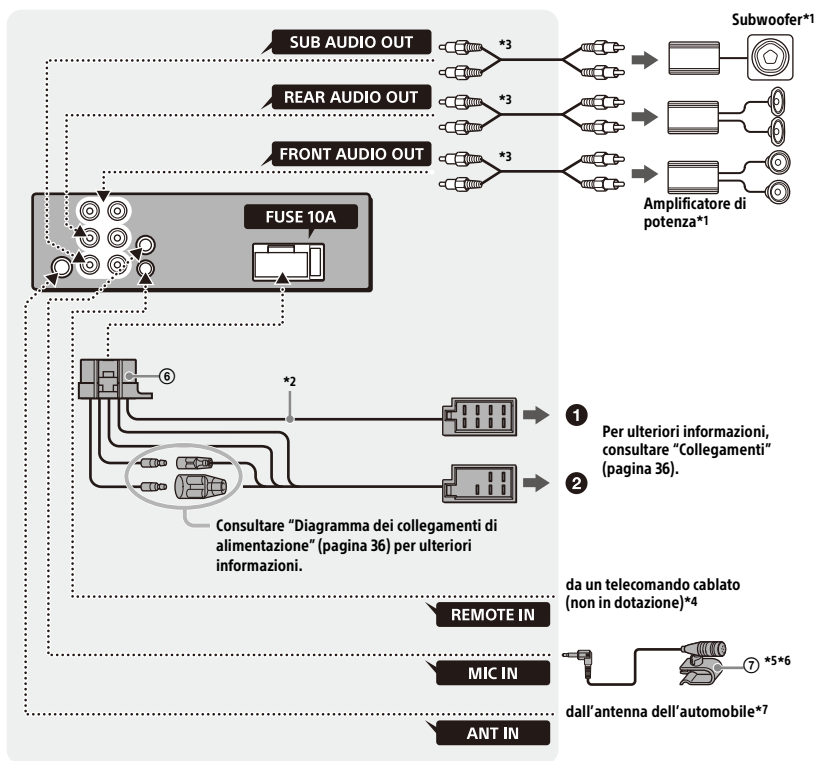 Subwoofer*1
SUB AUDIO OUT
*3
REAR AUDIO OUT
*3
FRONT AUDIO OUT
*3
Amplificatore di
potenza*1
FUSE 10A
⑥
*2
❶
Per ulteriori informazioni,
consultare “Collegamenti”
(pagina 36).
❷
Consultare “Diagramma dei collegamenti di
alimentazione” (pagina 36) per ulteriori
informazioni.
da un telecomando cablato
(non in dotazione)*4
REMOTE IN
⑦ *5*6
MIC IN
dall’antenna dell’automobile*7
ANT IN